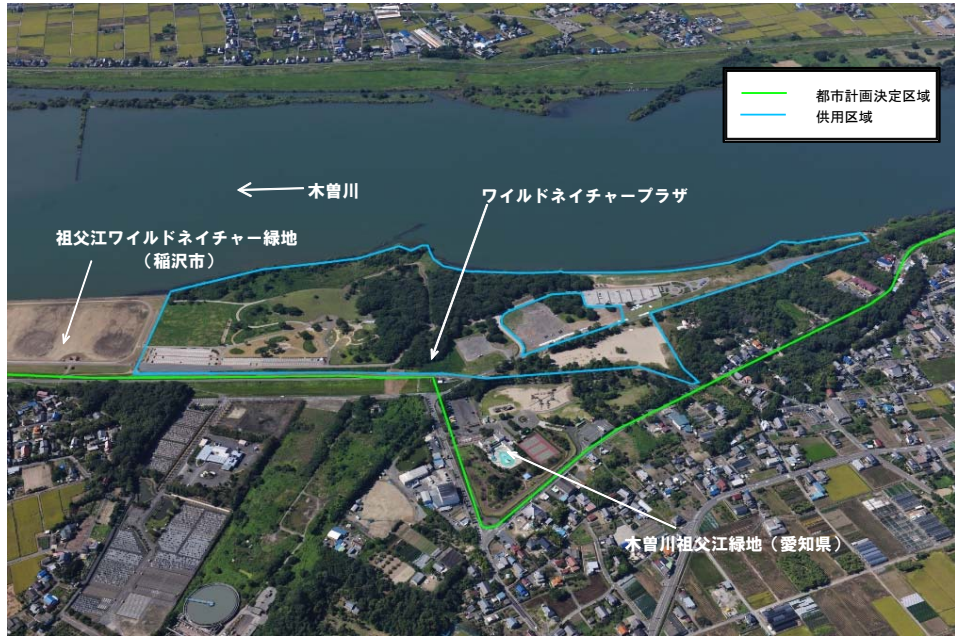 都市計画決定区域
供用区域
木曽川
ワイルドネイチャープラザ
祖父江ワイルドネイチャー緑地
（稲沢市）
木曽川祖父江緑地（愛知県）